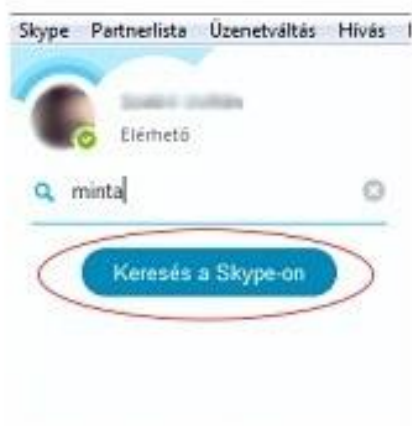 Skype Partnerlista Üzenetváltás Hívás
Elérhető
minta
Keresés a Skype-on